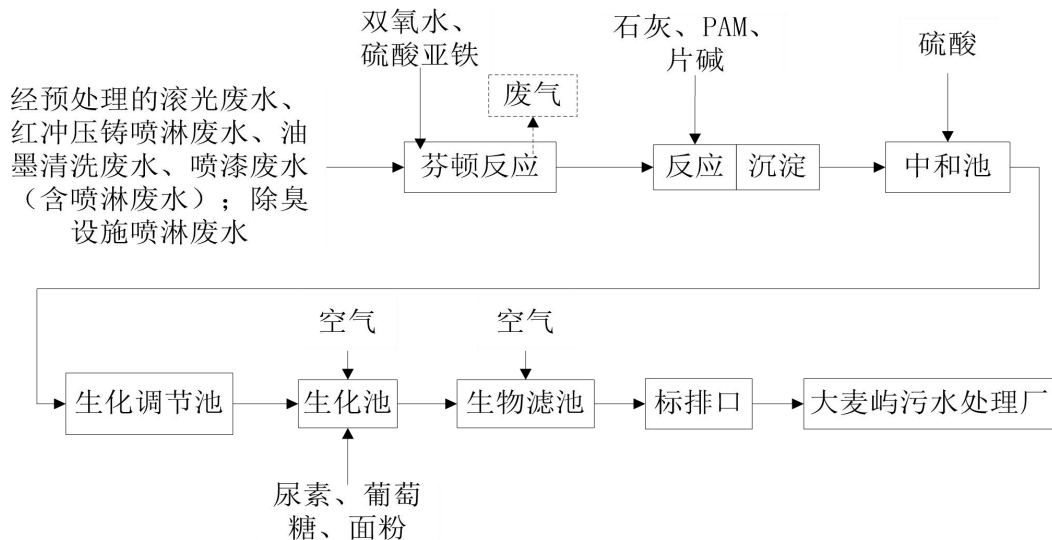 双氧水、
硫酸亚铁
石灰、PAM、
片碱
硫酸
废气
经预处理的滚光废水、
红冲压铸喷淋废水、油
墨清洗废水、喷漆废水
（含喷淋废水）；除臭
设施喷淋废水
芬顿反应
反应
沉淀
中和池
空气
空气
生化调节池
生化池
生物滤池
标排口
大麦屿污水处理厂
尿素、葡萄
糖、面粉